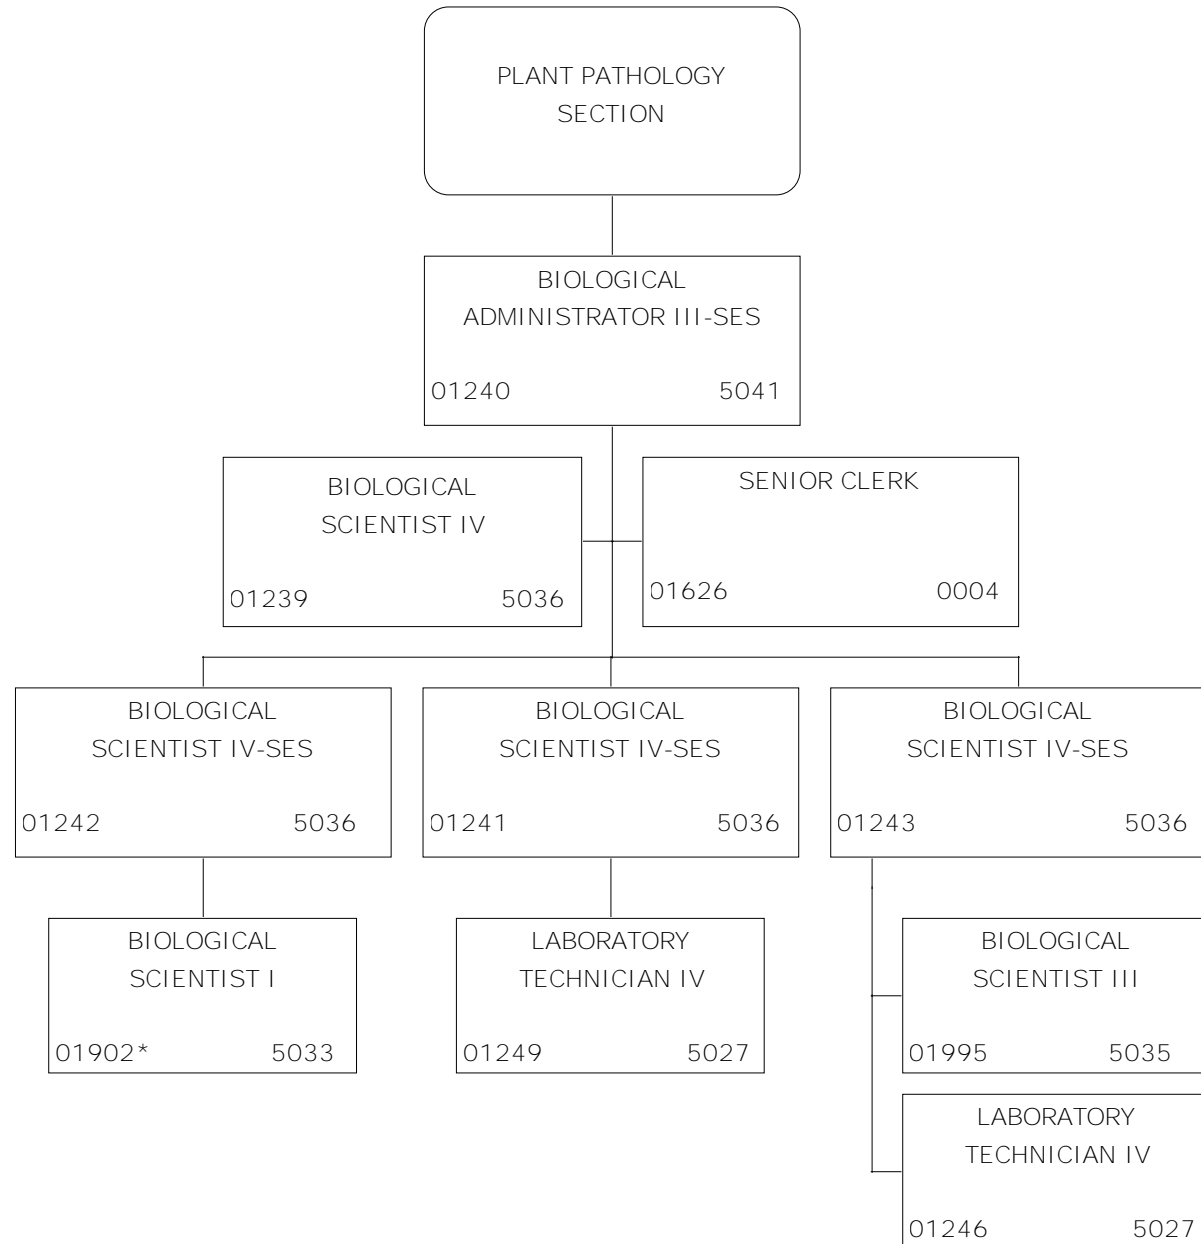 PLANT PATHOLOGY
SECTION
BIOLOGICAL
ADMINISTRATOR III-SES
01240 5041
BIOLOGICAL
SCIENTIST IV
01239 5036
SENIOR CLERK
01626 0004
BIOLOGICAL
SCIENTIST IV-SES
01242 5036
BIOLOGICAL
SCIENTIST IV-SES
01241 5036
BIOLOGICAL
SCIENTIST IV-SES
01243 5036
BIOLOGICAL
SCIENTIST I
01902* 5033
LABORATORY
TECHNICIAN IV
01249 5027
BIOLOGICAL
SCIENTIST III
01995 5035
LABORATORY
TECHNICIAN IV
01246 5027